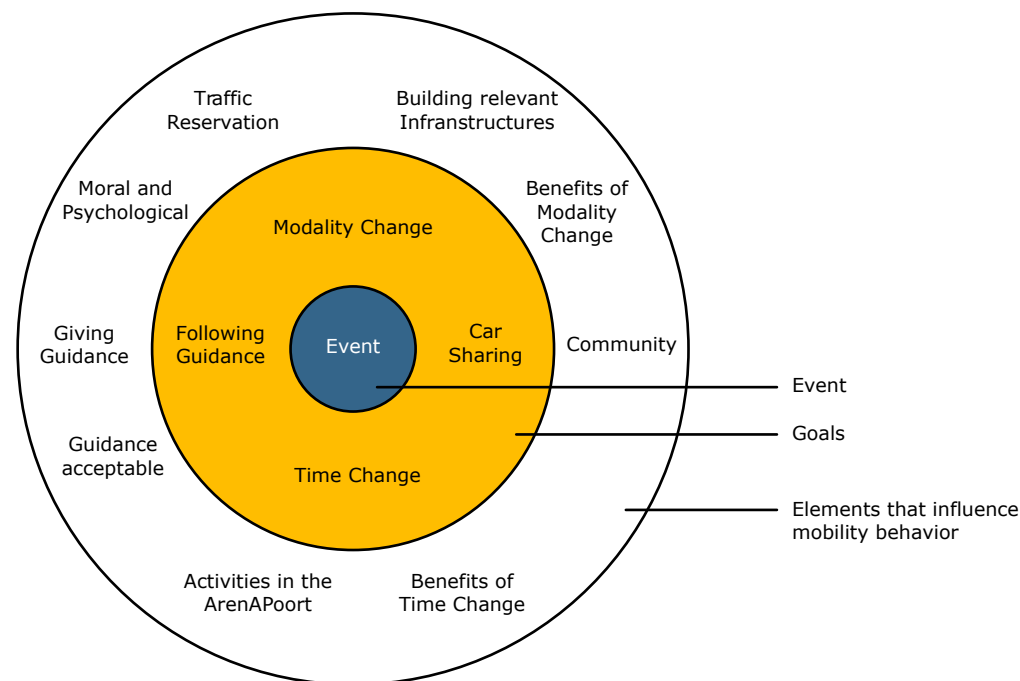 Traffic
Reservation
Building relevant
Infranstructures
Moral and
Psychological
Benefits of
Modality
Change
Modality Change
Giving
Guidance
Following
Guidance
Event
Car
Sharing
Community
Event
Goals
Guidance
acceptable
Time Change
Elements that influence
mobility behavior
Activities in the
ArenAPoort
Benefits of
Time Change